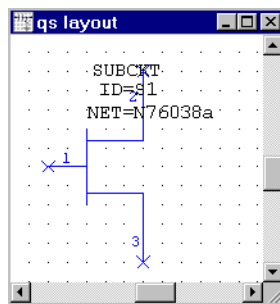 qs layout
SUBCKT
ID=S1
2
NET=N76038a
1
3